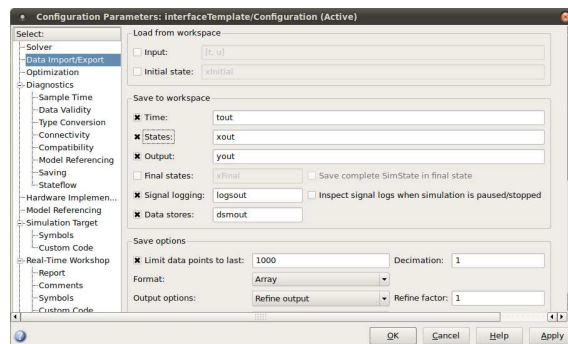 Configuration Parameters: interfaceTemplate/Configuration (Active)
Select:
Solver
Data Import/Export
Optimization
Diagnostics
Sample Time
Data Validity
Type Conversion
Connectivity
Compatibility
Model Referencing
Saving
Stateflow
Hardware Implemen...
Model Referencing
Simulation Target
Symbols
Custom Code
Real-Time Workshop
Report
Comments
Symbols
Custom Code
Load from workspace
Input: [t, u]
Initial state: xInitial
Save to workspace
Time: tout
States: xout
Output: yout
Final states: xFinal Save complete SimState in final state
Signal logging: logsout Inspect signal logs when simulation is paused/stopped
Data stores: dsmout
Save options
Limit data points to last: 1000 Decimation: 1
Format: Array
Output options: Refine output Refine factor: 1
OK Cancel Help Apply